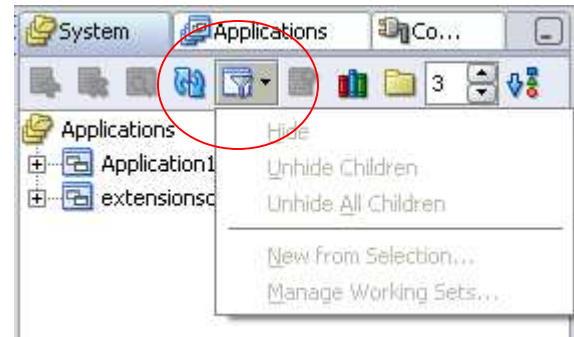 System
Applications
Co...
3
Applications
Application1
extensionsc
Hide
Unhide Children
Unhide All Children
New from Selection...
Manage Working Sets...